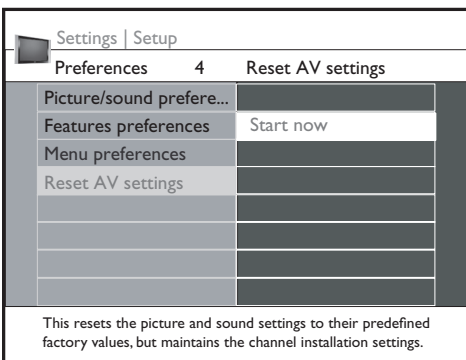 Settings | Setup
Preferences 4 Reset AV settings
Picture/sound prefere...
Features preferences Start now
Menu preferences
Reset AV settings
This resets the picture and sound settings to their predefined
factory values, but maintains the channel installation settings.